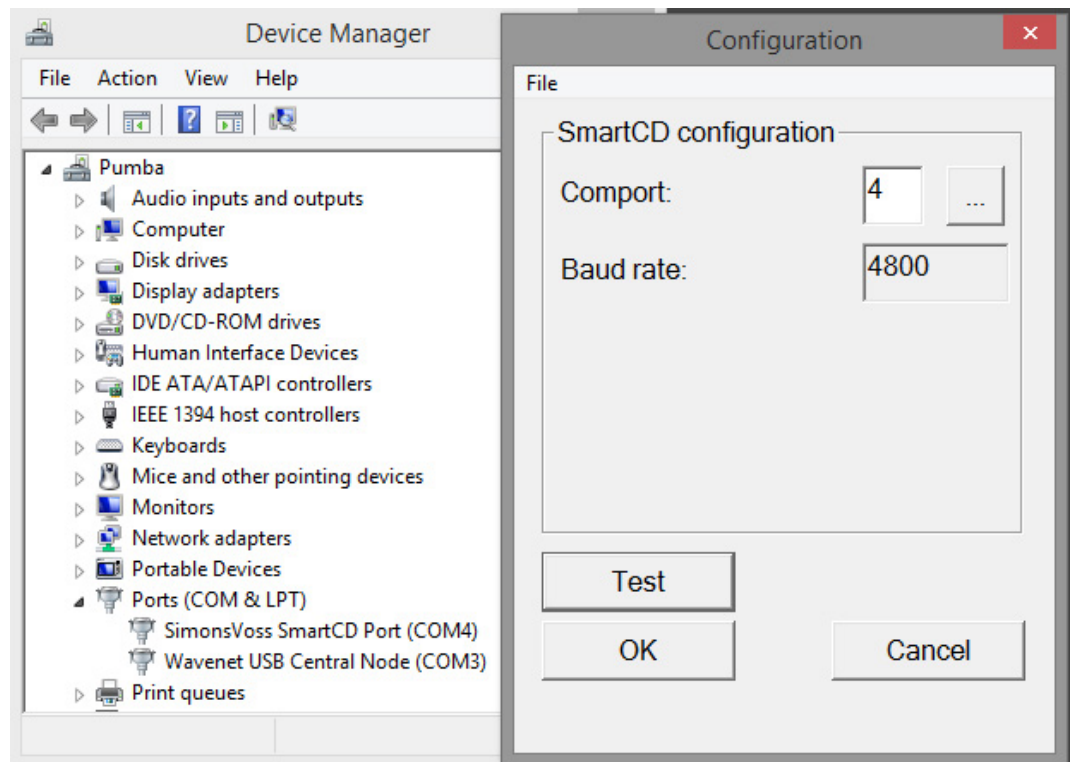 Device Manager
File Action View Help
Pumba
Audio inputs and outputs
Computer
Disk drives
Display adapters
DVD/CD-ROM drives
Human Interface Devices
IDE ATA/ATAPI controllers
IEEE 1394 host controllers
Keyboards
Mice and other pointing devices
Monitors
Network adapters
Portable Devices
Ports (COM & LPT)
SimonsVoss SmartCD Port (COM4)
Wavenet USB Central Node (COM3)
Print queues
Configuration
File
SmartCD configuration
Comport: 4 ...
Baud rate: 4800
Test
OK Cancel